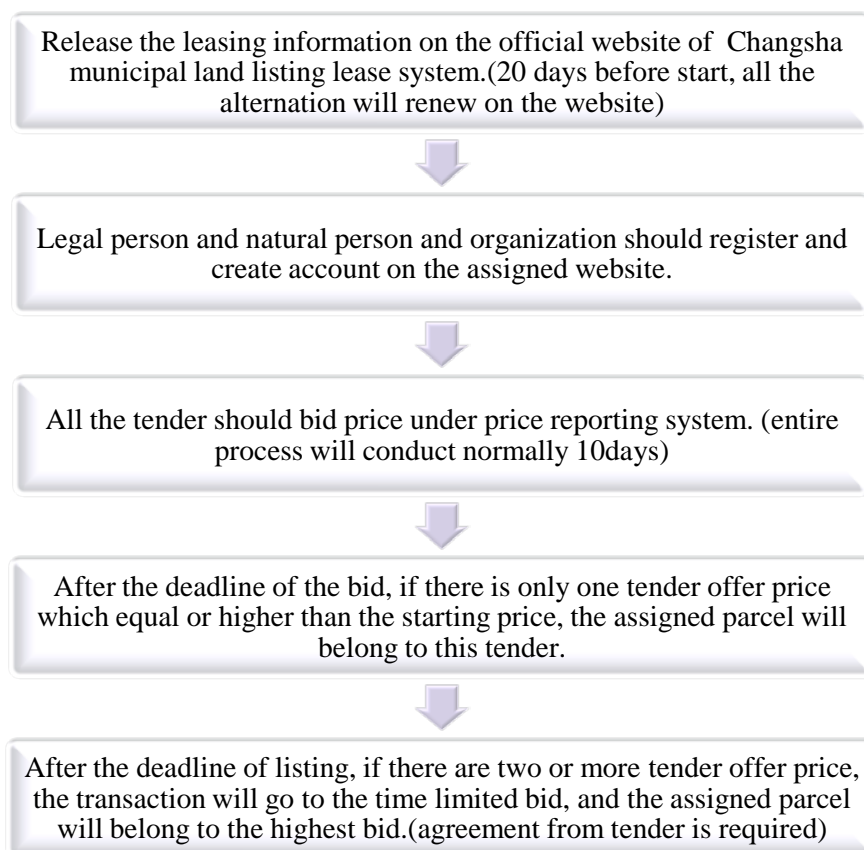 Release the leasing information on the official website of  Changsha
municipal land listing lease system.(20 days before start, all the
alternation will renew on the website)
Legal person and natural person and organization should register and
create account on the assigned website.
All the tender should bid price under price reporting system. (entire
process will conduct normally 10days)
After the deadline of the bid, if there is only one tender offer price
which equal or higher than the starting price, the assigned parcel will
belong to this tender.
After the deadline of listing, if there are two or more tender offer price,
the transaction will go to the time limited bid, and the assigned parcel
will belong to the highest bid.(agreement from tender is required)